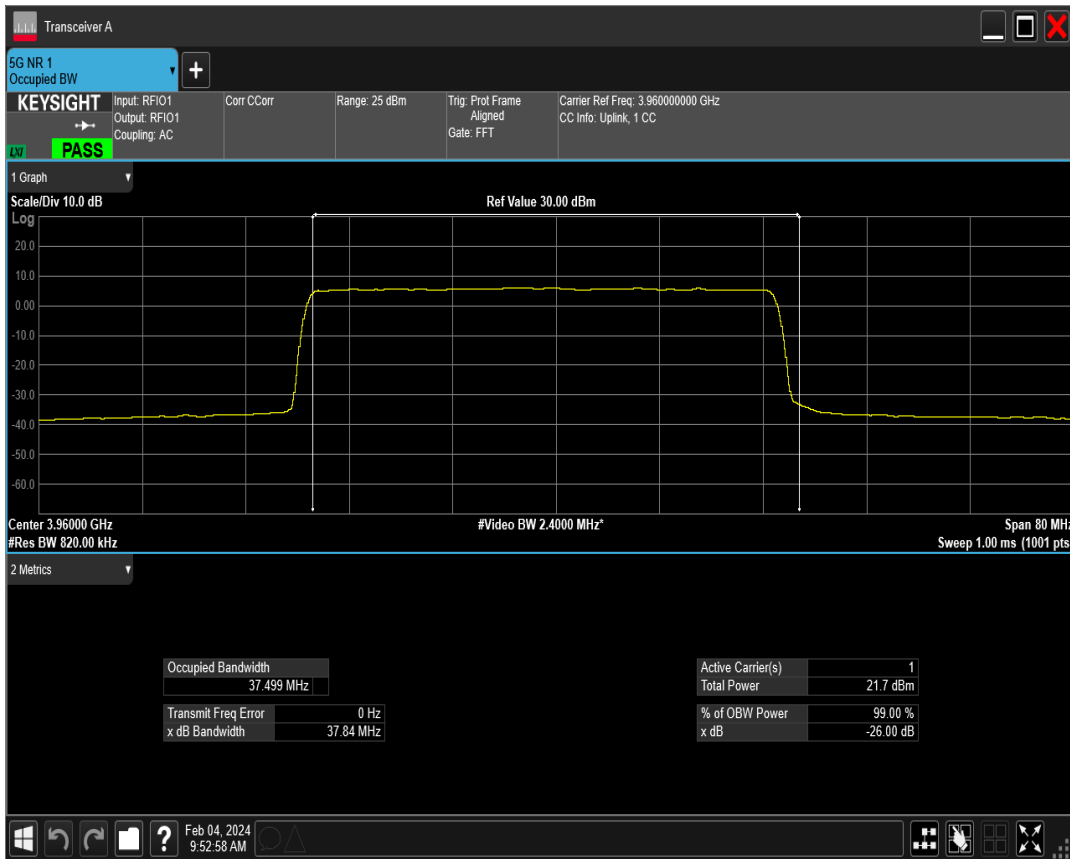 Transceiver A
5G NR 1
Occupied BW
+
KEYSIGHT
LXI
PASS
Input: RFIO1
Output: RFIO1
Coupling: AC
Corr CCorr
Range: 25 dBm
Trig: Prot Frame
Aligned
Gate: FFT
Carrier Ref Freq: 3.960000000 GHz
CC Info: Uplink, 1 CC
1 Graph
Scale/Div 10.0 dB
Ref Value 30.00 dBm
Log
20.0
10.0
0.00
-10.0
-20.0
-30.0
-40.0
-50.0
-60.0
Center 3.96000 GHz
#Video BW 2.4000 MHz*
Span 80 MHz
#Res BW 820.00 kHz
Sweep 1.00 ms (1001 pts
2 Metrics
Occupied Bandwidth
37.499 MHz
Transmit Freq Error 0 Hz
x dB Bandwidth 37.84 MHz
Active Carrier(s) 1
Total Power 21.7 dBm
% of OBW Power 99.00 %
x dB -26.00 dB
?
Feb 04, 2024
9:52:58 AM